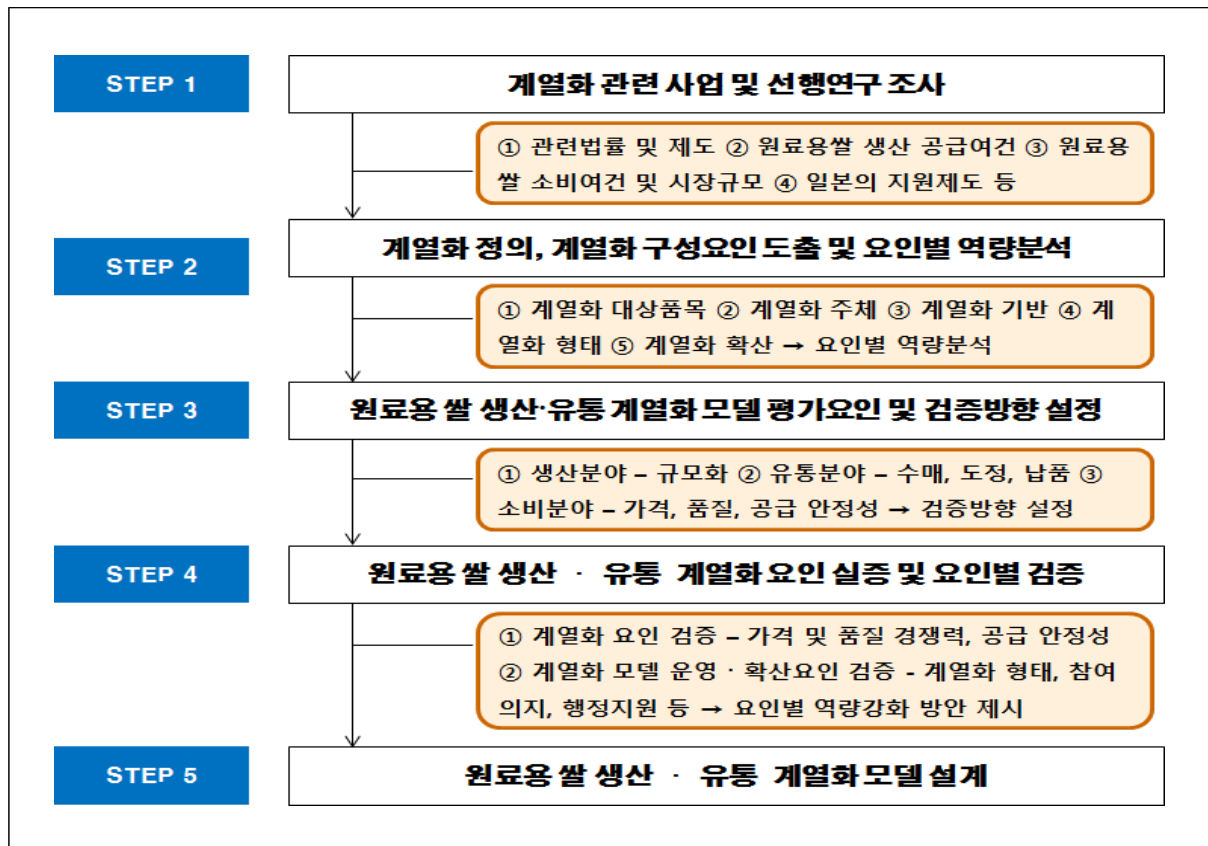 STEP 1
계열화 관련 사업 및 선행연구 조사
① 관련법률 및 제도 ② 원료용쌀 생산 공급여건 ③ 원료용
쌀 소비여건 및 시장규모 ④ 일본의 지원제도 등
STEP 2
계열화 정의, 계열화 구성요인 도출 및 요인별 역량분석
① 계열화 대상품목 ② 계열화 주체 ③ 계열화 기반 ④ 계
열화 형태 ⑤ 계열화 확산 → 요인별 역량분석
STEP 3
원료용 쌀 생산·유통 계열화 모델 평가요인 및 검증방향 설정
① 생산분야 – 규모화 ② 유통분야 – 수매, 도정, 납품 ③
소비분야 – 가격, 품질, 공급 안정성 → 검증방향 설정
STEP 4
원료용 쌀 생산 · 유통 계열화 요인 실증 및 요인별 검증
① 계열화 요인 검증 – 가격 및 품질 경쟁력, 공급 안정성
② 계열화 모델 운영 · 확산요인 검증 - 계열화 형태, 참여
의지, 행정지원 등 → 요인별 역량강화 방안 제시
STEP 5
원료용 쌀 생산 · 유통 계열화 모델 설계